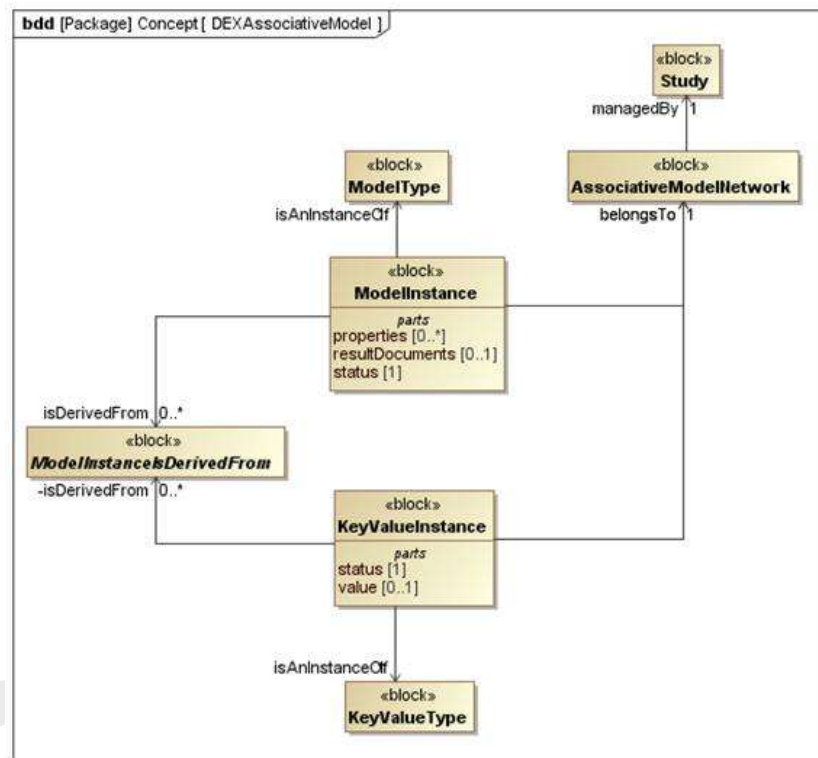 bdd [Package] Concept [ DEXAssociativeModel ]
«block»
Study
managedBy 1
«block»
ModelType
«block»
AssociativeModelNetwork
isAnInstanceOf
belongsTo 1
«block»
ModelInstance
parts
properties [0..*]
resultDocuments [0..1]
status [1]
isDerivedFrom 0..*
«block»
ModelInstanceIsDerivedFrom
-isDerivedFrom 0..*
«block»
KeyValueInstance
parts
status [1]
value [0..1]
isAnInstanceOf
«block»
KeyValueType